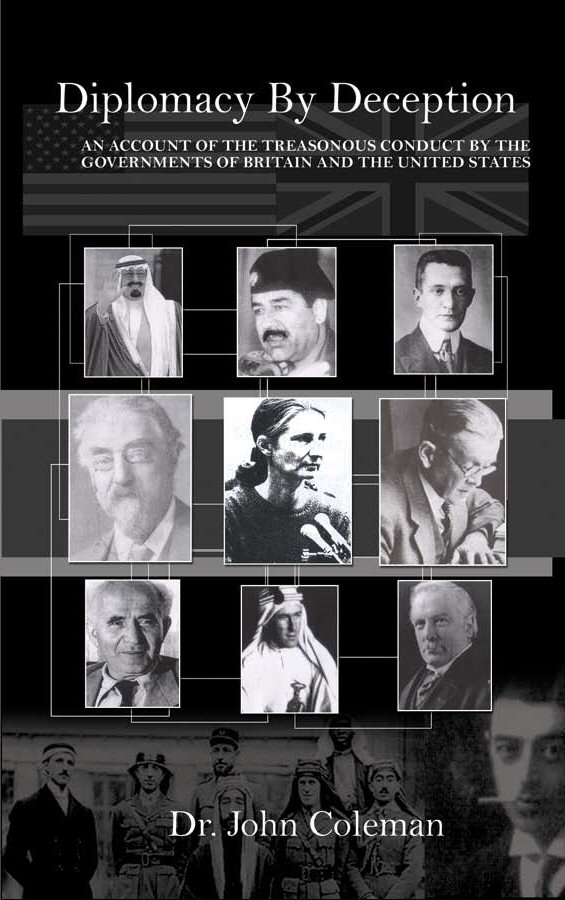 Diplomacy By Deception
AN ACCOUNT OF THE TREASONOUS CONDUCT BY THE
GOVERNMENTS OF BRITAIN AND THE UNITED STATES
Dr. John Coleman